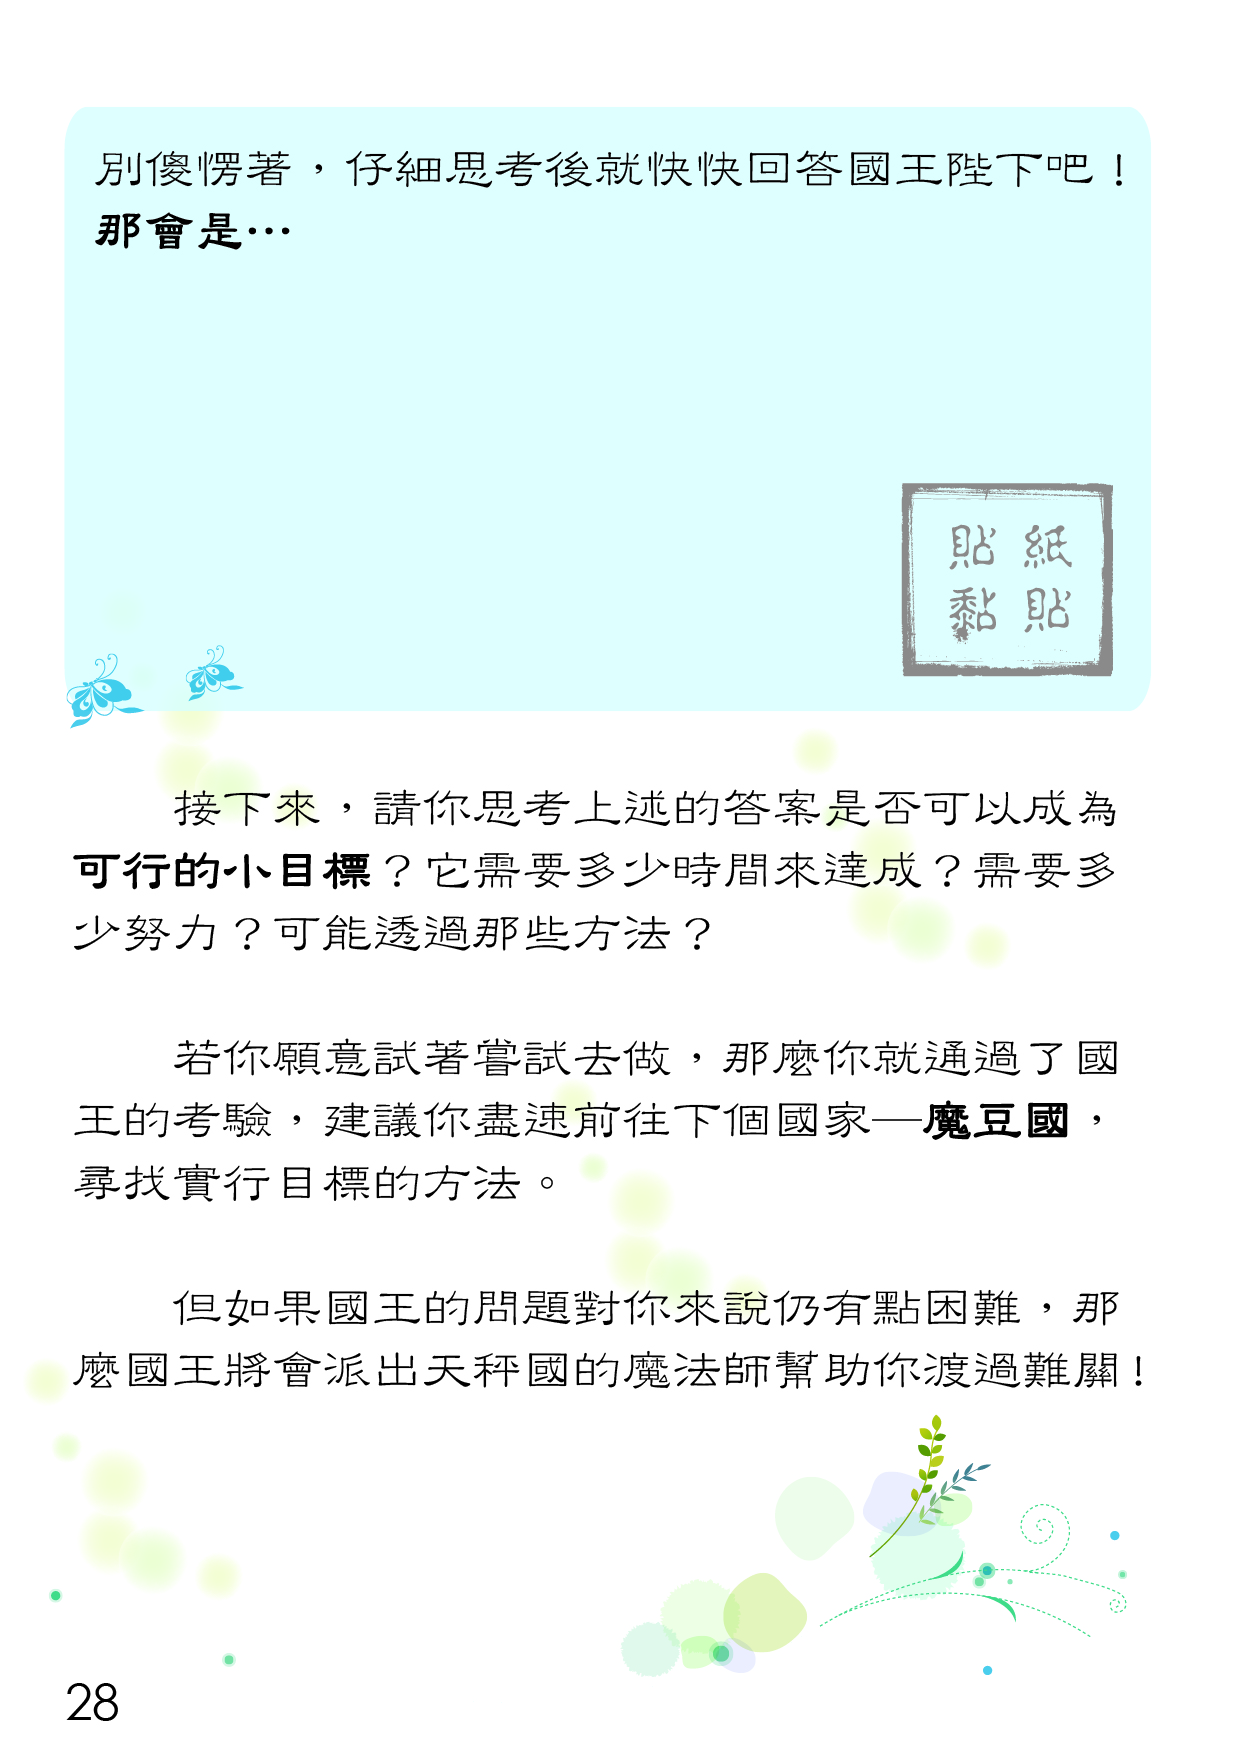 別傻愣著，仔細思考後就快快回答國王陛下吧！
那會是…
貼紙
黏貼
接下來，請你思考上述的答案是否可以成為
可行的小目標？它需要多少時間來達成？需要多
少努力？可能透過那些方法？
若你願意試著嘗試去做，那麼你就通過了國
王的考驗，建議你盡速前往下個國家—魔豆國，
尋找實行目標的方法。
但如果國王的問題對你來說仍有點困難，那
麼國王將會派出天秤國的魔法師幫助你渡過難關！
28